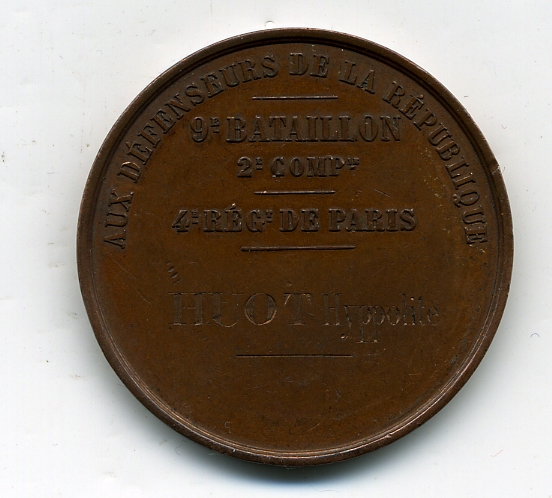 AUX DÉFENSEURS DE LA RÉPUBLIQUE
9E BATAILLON
2E COMPIE
4E RÉGT DE PARIS
HUOT Hyppolite